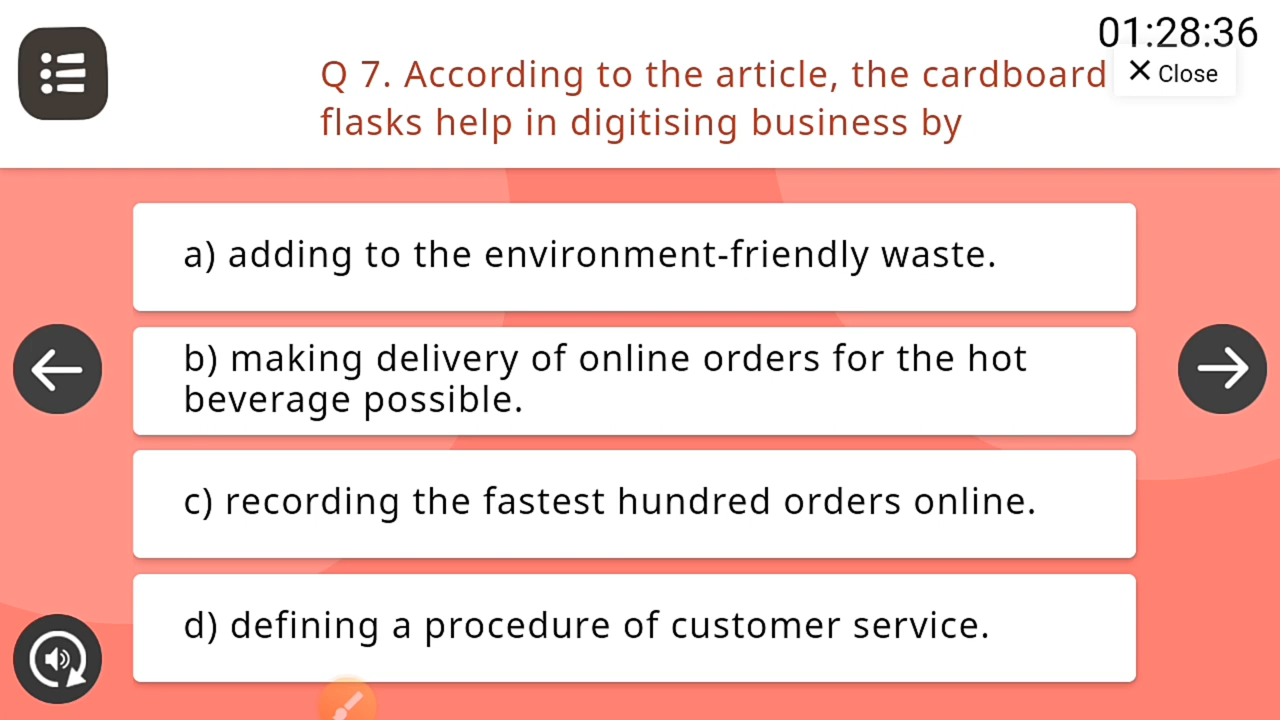 01:28:36
Q 7. According to the article, the cardboard
Close
flasks help in digitising business by
a) adding to the environment-friendly waste.
b) making delivery of online orders for the hot
beverage possible.
c) recording the fastest hundred orders online.
d) defining a procedure of customer service.